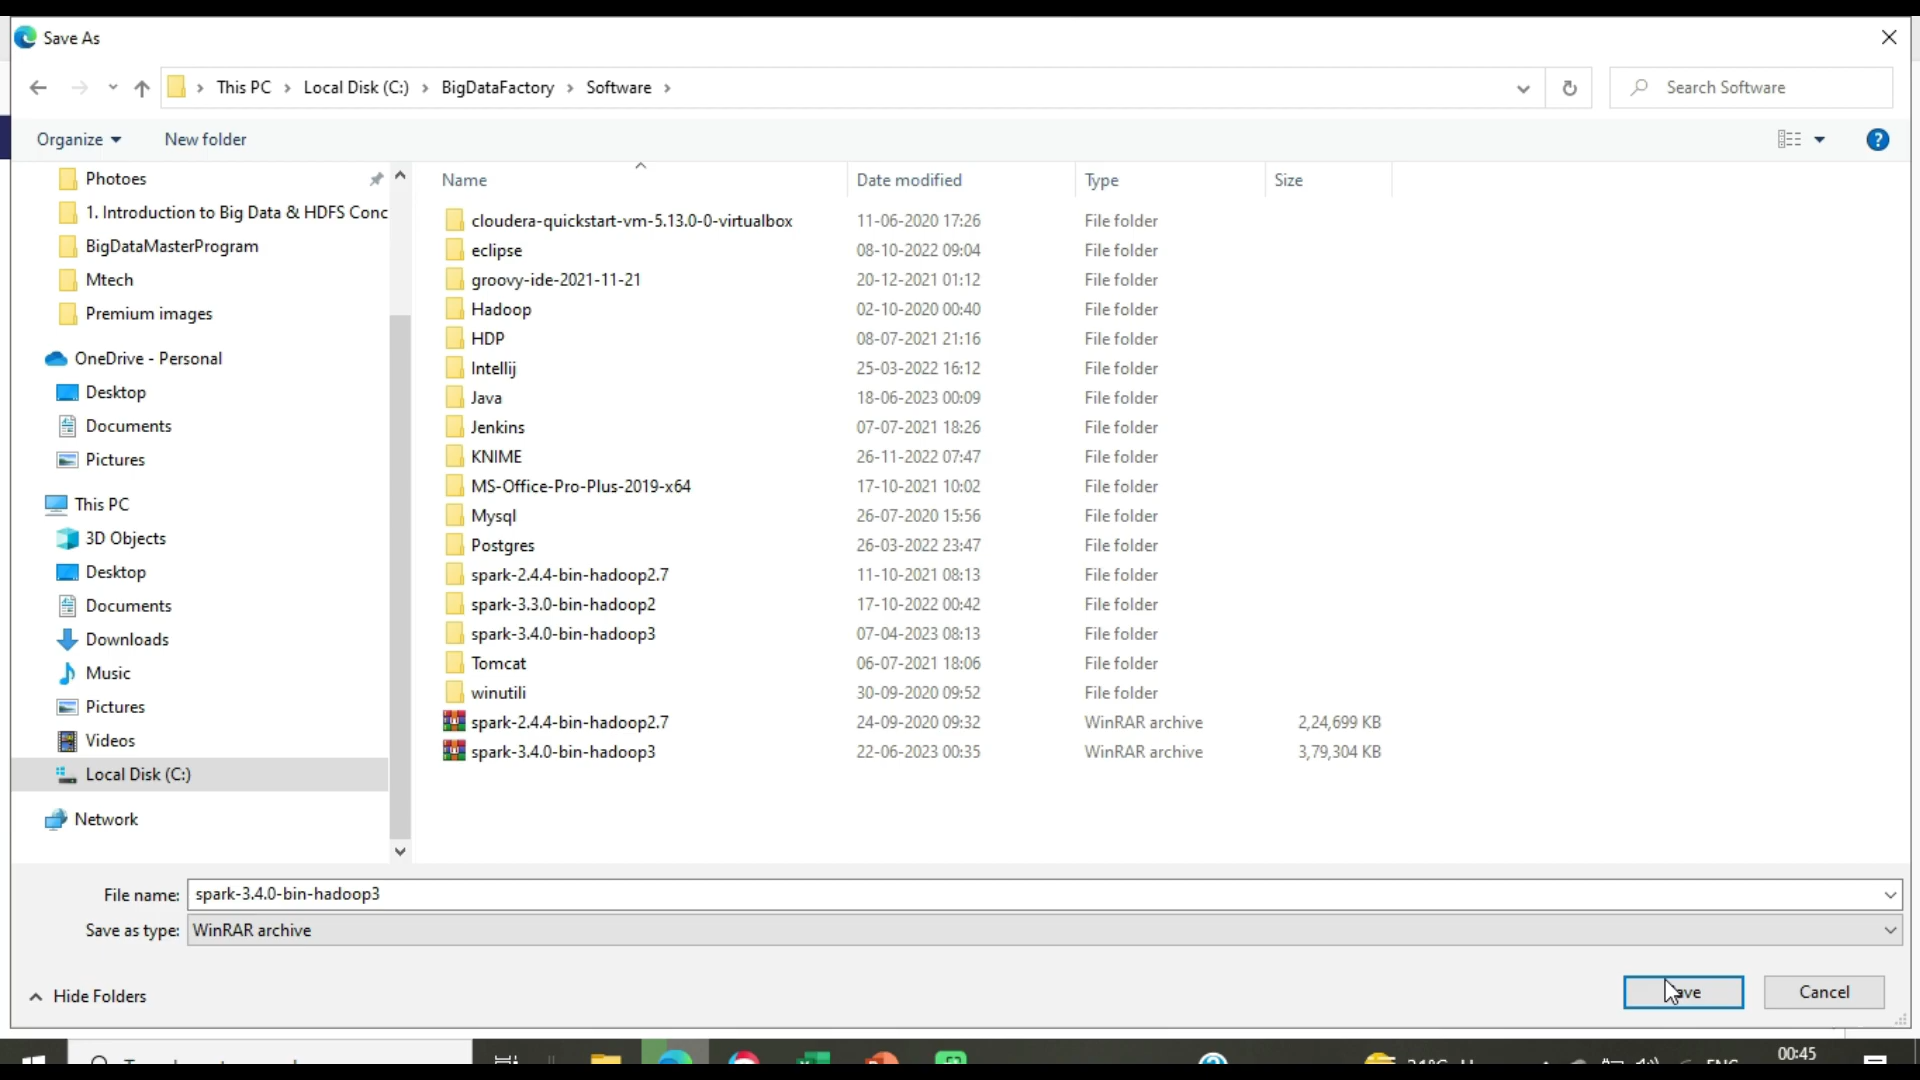 Save As
This PC
Local Disk (C:)
BigDataFactory
Software
Search Software
Organize
New folder
?
Photoes
1. Introduction to Big Data & HDFS Conc
BigDataMasterProgram
Mtech
Premium images
OneDrive - Personal
Desktop
Documents
Pictures
This PC
3D Objects
Desktop
Documents
Downloads
Music
Pictures
Videos
Local Disk (C:)
Network
Name Date modified Type Size
cloudera-quickstart-vm-5.13.0-0-virtualbox 11-06-2020 17:26 File folder
eclipse 08-10-2022 09:04 File folder
groovy-ide-2021-11-21 20-12-2021 01:12 File folder
Hadoop 02-10-2020 00:40 File folder
HDP 08-07-2021 21:16 File folder
Intellij 25-03-2022 16:12 File folder
Java 18-06-2023 00:09 File folder
Jenkins 07-07-2021 18:26 File folder
KNIME 26-11-2022 07:47 File folder
MS-Office-Pro-Plus-2019-x64 17-10-2021 10:02 File folder
Mysql 26-07-2020 15:56 File folder
Postgres 26-03-2022 23:47 File folder
spark-2.4.4-bin-hadoop2.7 11-10-2021 08:13 File folder
spark-3.3.0-bin-hadoop2 17-10-2022 00:42 File folder
spark-3.4.0-bin-hadoop3 07-04-2023 08:13 File folder
Tomcat 06-07-2021 18:06 File folder
winutili 30-09-2020 09:52 File folder
spark-2.4.4-bin-hadoop2.7 24-09-2020 09:32 WinRAR archive 2,24,699 KB
spark-3.4.0-bin-hadoop3 22-06-2023 00:35 WinRAR archive 3,79,304 KB
File name: spark-3.4.0-bin-hadoop3
Save as type: WinRAR archive
Hide Folders
Cancel
00:45